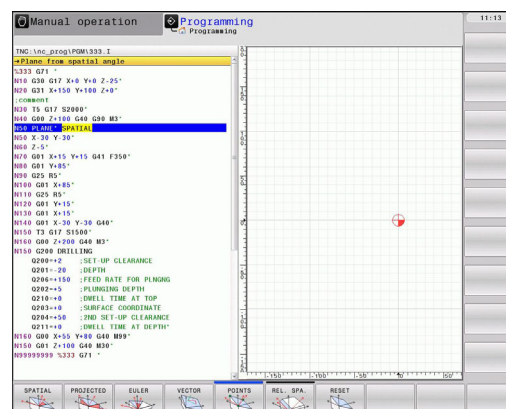 Manual operation
Programming
Programming
11:13
TNC:\nc_prog\PGM\333.I
→Plane from spatial angle
%333 G71 *
N10 G30 G17 X+0 Y+0 Z-25*
N20 G31 X+150 Y+100 Z+0*
;comment
N30 T5 G17 S2000*
N40 G00 Z+100 G40 G90 M3*
N50 PLANE* SPATIAL
N50 X-30 Y-30*
N60 Z-5*
N70 G01 X+15 Y+15 G41 F350*
N80 G01 Y+85*
N90 G25 R5*
N100 G01 X+85*
N110 G25 R5*
N120 G01 Y+15*
N130 G01 X+15*
N140 G01 X-30 Y-30 G40*
N150 T3 G17 S1500*
N160 G00 Z+200 G40 M3*
N150 G200 DRILLING
Q200=+2 ;SET-UP CLEARANCE
Q201=-20 ;DEPTH
Q206=+150 ;FEED RATE FOR PLNGNG
Q202=+5 ;PLUNGING DEPTH
Q210=+0 ;DWELL TIME AT TOP
Q203=+0 ;SURFACE COORDINATE
Q204=+50 ;2ND SET-UP CLEARANCE
Q211=+0 ;DWELL TIME AT DEPTH*
N160 G00 X+55 Y+80 G40 M99*
N150 G01 Z+100 G40 M30*
N99999999 %333 G71 *
-150 -100 -50 0 50
SPATIAL PROJECTED EULER VECTOR POINTS REL. SPA. RESET